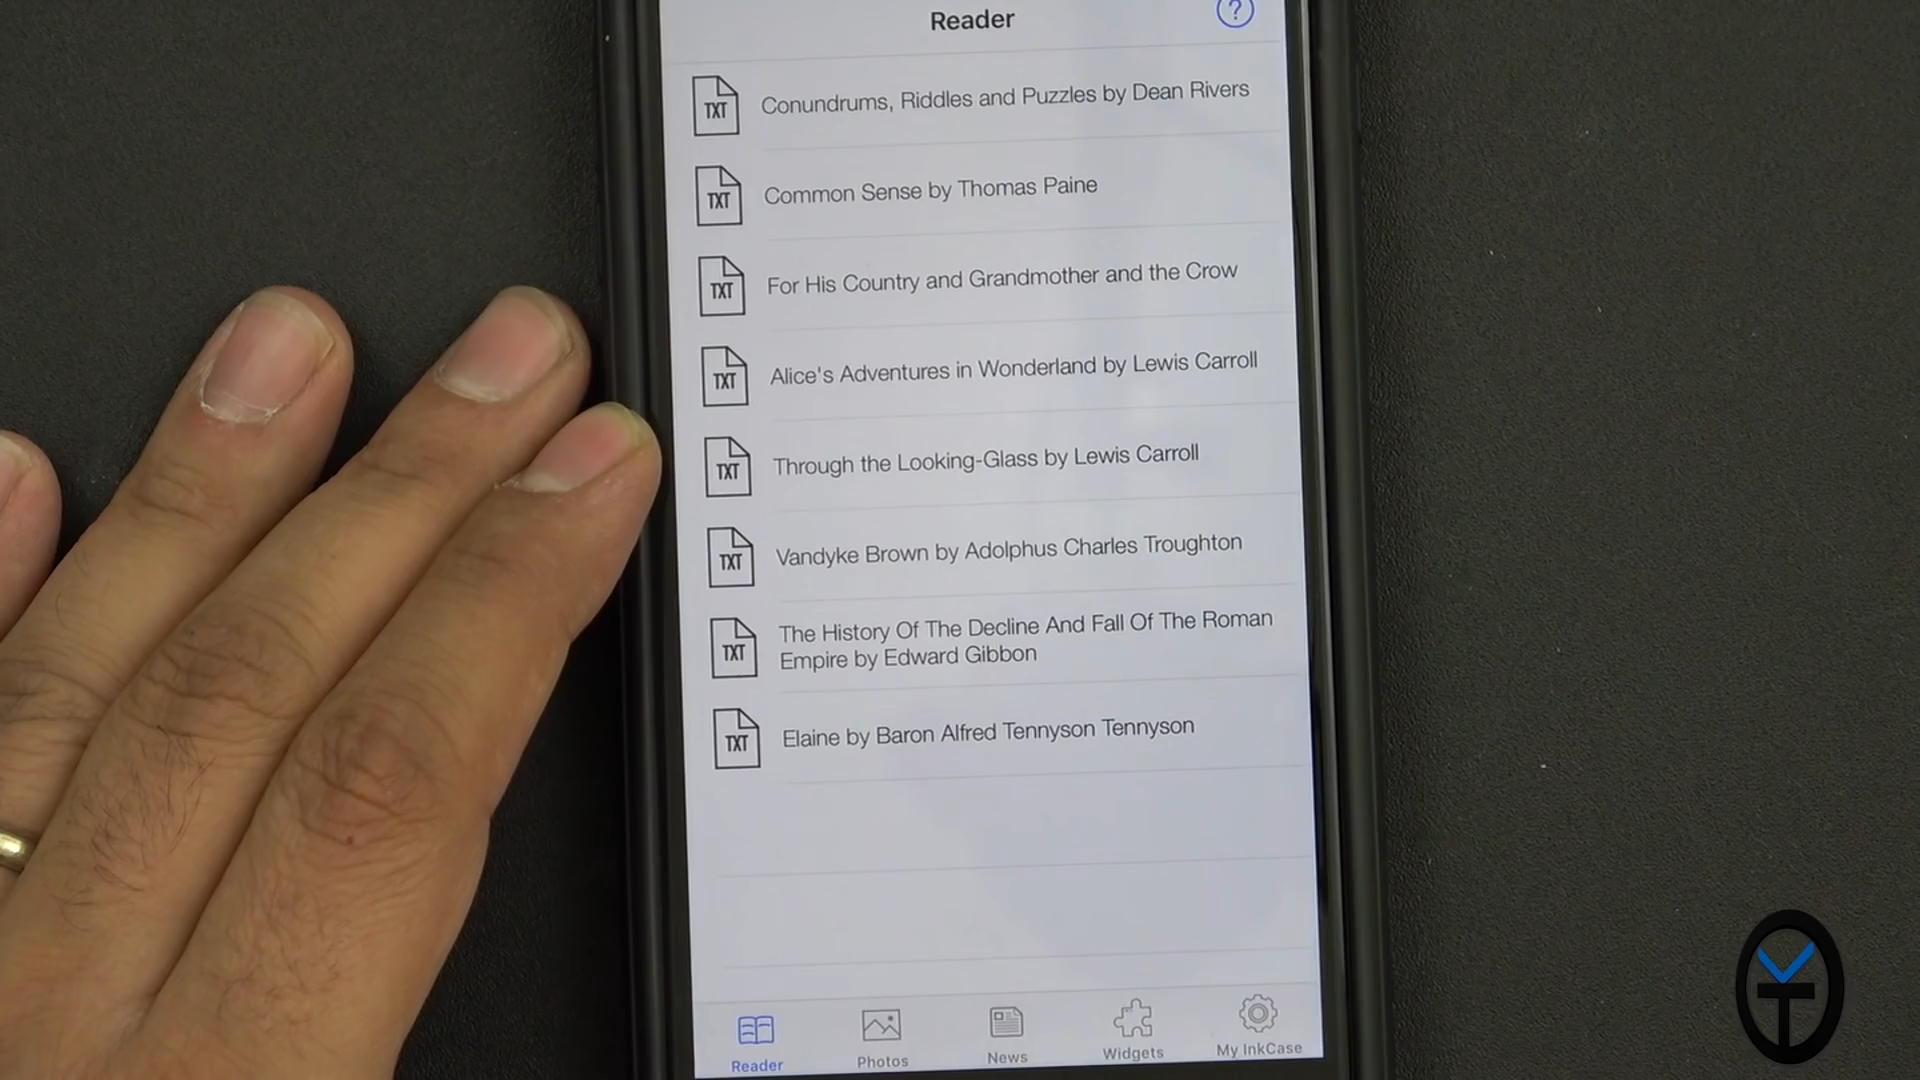 Reader
?
TXT
Conundrums, Riddles and Puzzles by Dean Rivers
TXT
Common Sense by Thomas Paine
TXT
For His Country and Grandmother and the Crow
TXT
Alice's Adventures in Wonderland by Lewis Carroll
TXT
Through the Looking-Glass by Lewis Carroll
TXT
Vandyke Brown by Adolphus Charles Troughton
TXT
The History Of The Decline And Fall Of The Roman
Empire by Edward Gibbon
TXT
Elaine by Baron Alfred Tennyson Tennyson
Reader
Photos
News
Widgets
My InkCase